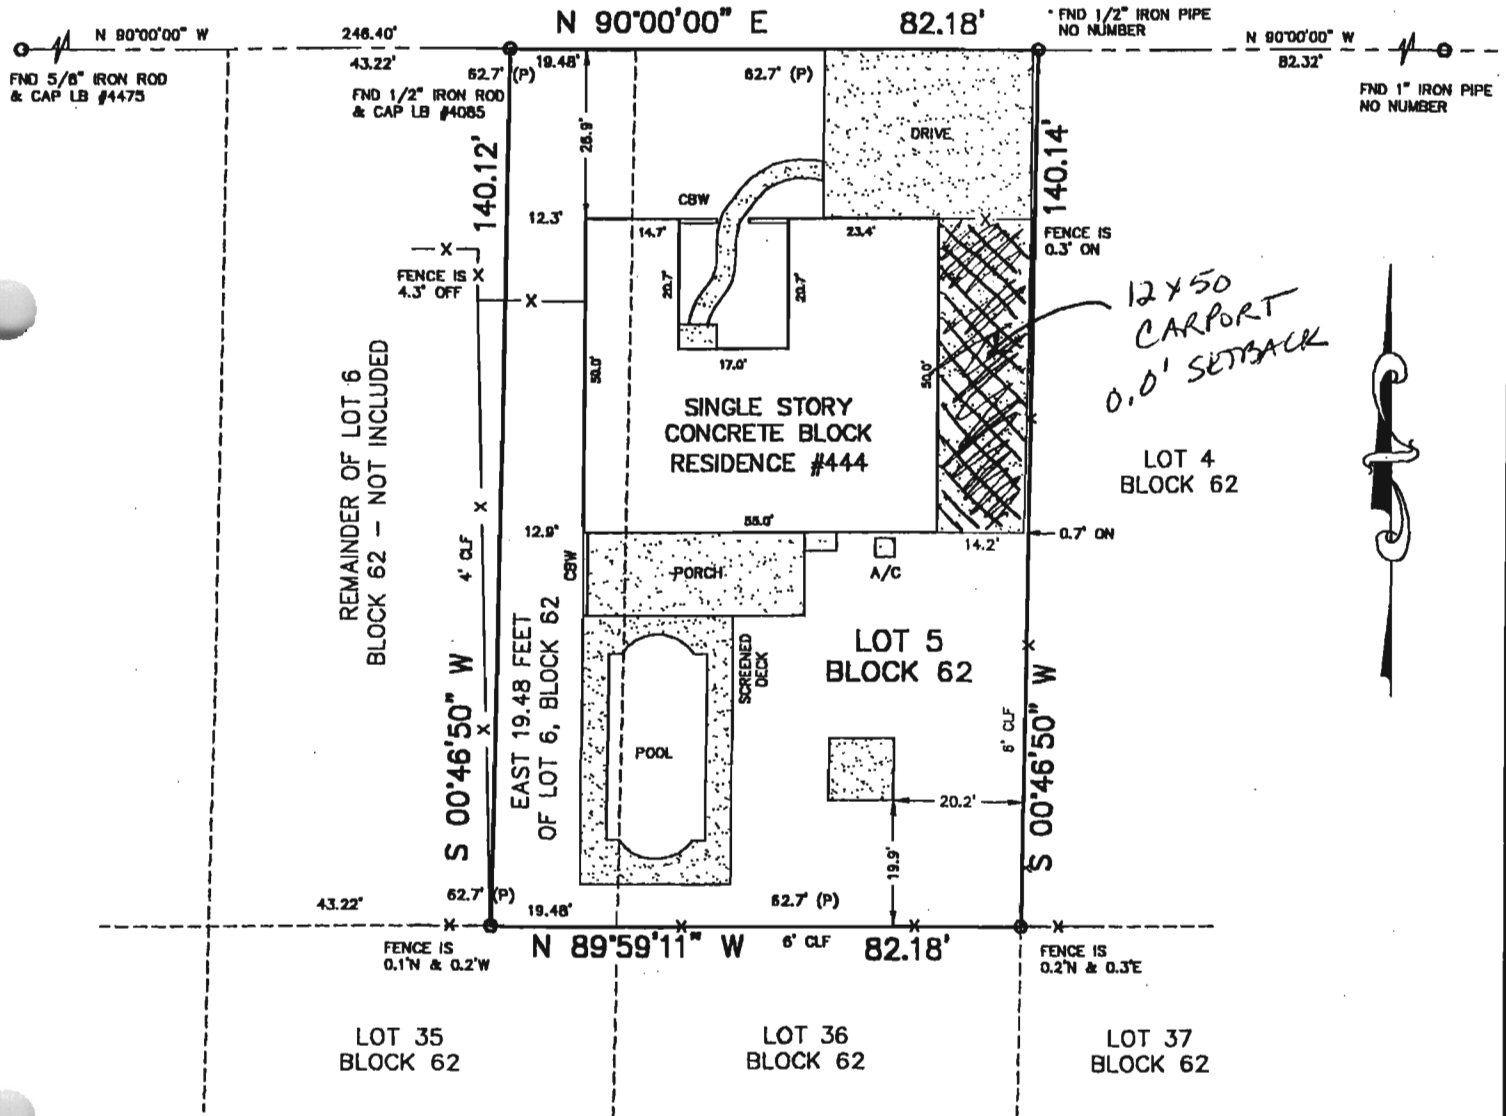 N 90°00'00" W
246.40'
N 90°00'00" E
82.18'
FND 1/2" IRON PIPE
NO NUMBER
N 90°00'00" W
82.32'
FND 5/8" IRON ROD
& CAP LB #4475
43.22'
62.7' (P)
19.48'
62.7' (P)
FND 1" IRON PIPE
NO NUMBER
FND 1/2" IRON ROD
& CAP LB #4085
140.12'
26.9'
DRIVE
140.14'
CBW
12.3'
14.7'
23.4'
FENCE IS
0.3' ON
FENCE IS
4.3' OFF
20.7'
20.7'
12 X 50
CARPORT
0.0' SETBACK
17.0'
50.0'
50.0'
SINGLE STORY
CONCRETE BLOCK
RESIDENCE #444
REMAINDER OF LOT 6
BLOCK 62 - NOT INCLUDED
LOT 4
BLOCK 62
12.9'
55.0'
14.2'
0.7' ON
4' CLF
CBW
PORCH
A/C
EAST 19.48 FEET
OF LOT 6, BLOCK 62
SCREENED
DECK
LOT 5
BLOCK 62
S 00°46'50" W
POOL
6' CLF
S 00°46'50" W
20.2'
19.9'
43.22'
62.7' (P)
19.48'
62.7' (P)
FENCE IS
0.1'N & 0.2'W
N 89°59'11" W
6' CLF
82.18'
FENCE IS
0.2'N & 0.3'E
LOT 35
BLOCK 62
LOT 36
BLOCK 62
LOT 37
BLOCK 62